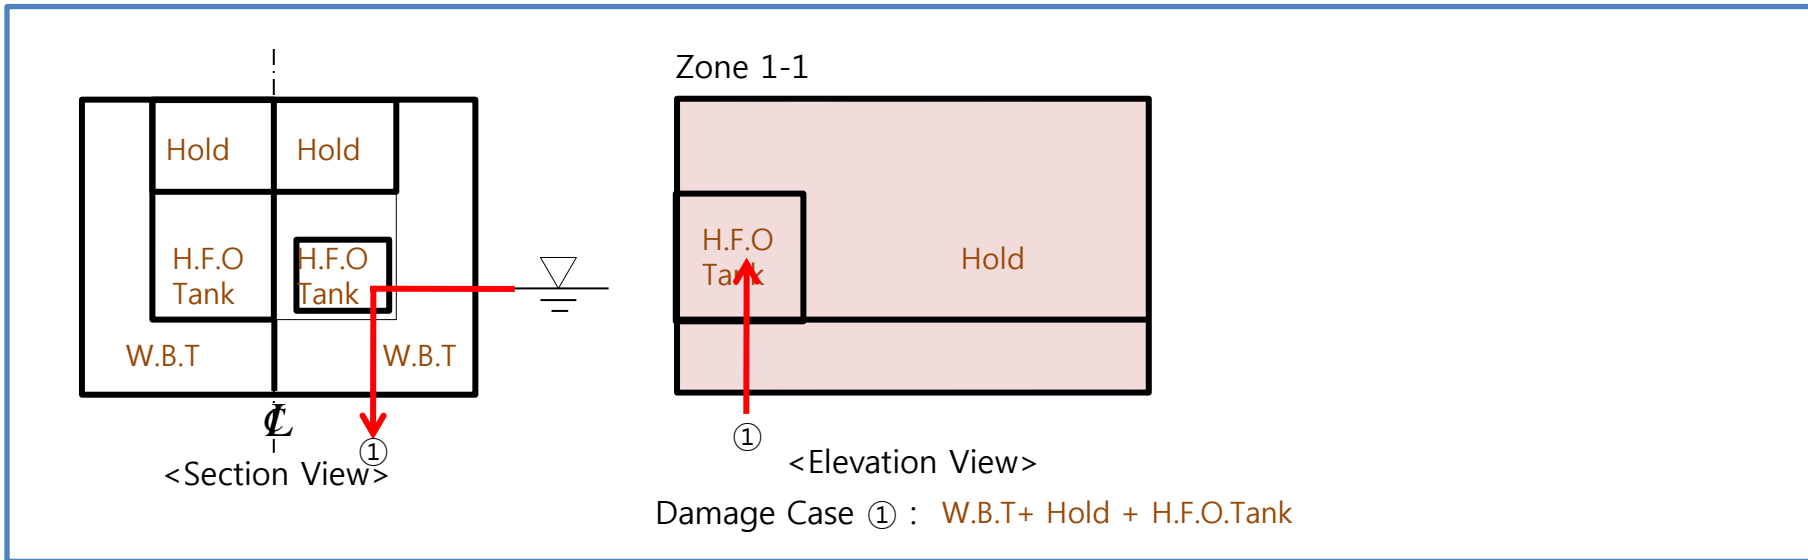 Zone 1-1
Hold
Hold
H.F.O
Tank
H.F.O
Tank
W.B.T
W.B.T
℄
①
<Section View>
H.F.O
Tank
Hold
①
<Elevation View>
Damage Case ① : W.B.T+ Hold + H.F.O.Tank